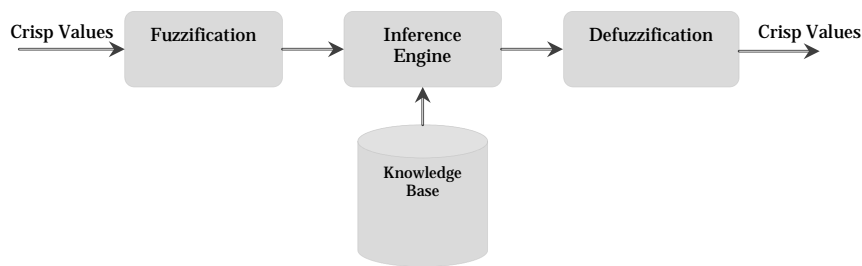 Crisp Values
Fuzzification
Inference
Engine
Defuzzification
Crisp Values
Knowledge
Base